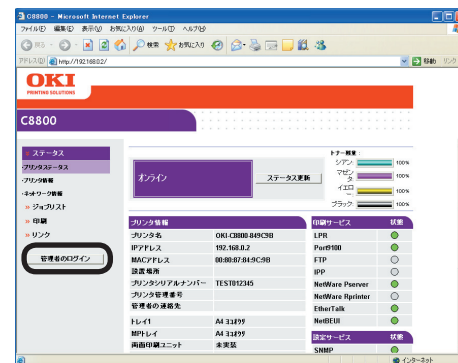 C8800 - Microsoft Internet Explorer
ファイル(F) 編集(E) 表示(V) お気に入り(A) ツール(T) ヘルプ(H)
戻る 検索 お気に入り
アドレス(D) http://192.168.0.2/ 移動 リンク
OKI
PRINTING SOLUTIONS
C8800
ステータス
プリンタステータス
プリンタ情報
ネットワーク情報
ジョブリスト
印刷
リンク
管理者のログイン
オンライン
ステータス更新
トナー残量 :
シアン: 100%
マゼンタ: 100%
イエロー: 100%
ブラック: 100%
プリンタ情報
プリンタ名 OKI-C8800-849C9B
IPアドレス 192.168.0.2
MACアドレス 00:80:87:84:9C:9B
設置場所
プリンタシリアルナンバー TEST012345
プリンタ管理番号
管理者の連絡先
トレイ1 A4 ヨコオクリ
MPトレイ A4 ヨコオクリ
両面印刷ユニット 未実装
印刷サービス 状態
LPR
Port9100
FTP
IPP
NetWare Pserver
NetWare Rprinter
EtherTalk
NetBEUI
設定サービス 状態
SNMP
インターネット